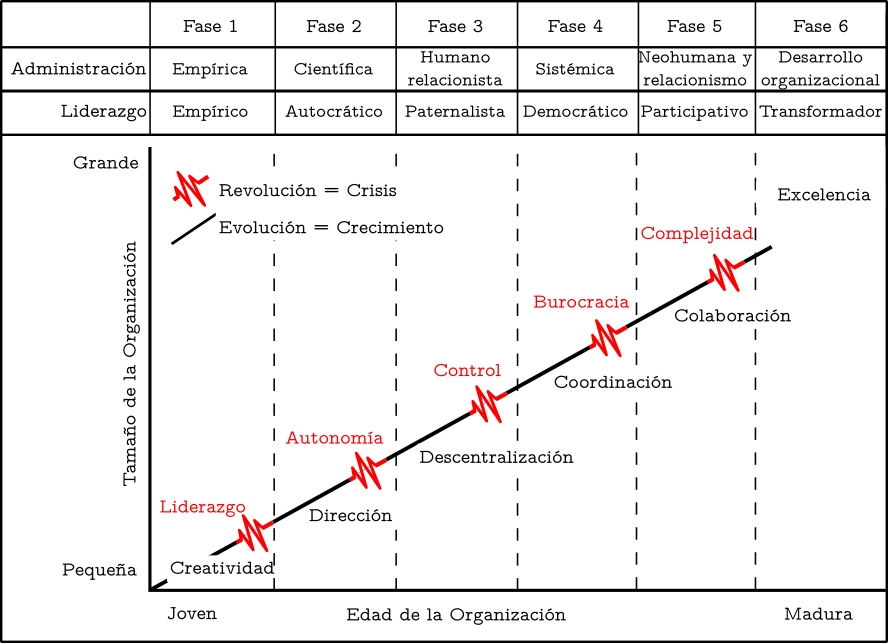 Fase 1 Fase 2 Fase 3 Fase 4 Fase 5 Fase 6
Administración Empírica Científica Humano relacionista Sistémica Neohumana y relacionismo Desarrollo organizacional
Liderazgo Empírico Autocrático Paternalista Democrático Participativo Transformador
Grande
Revolución = Crisis
Excelencia
Evolución = Crecimiento
Complejidad
Tamaño de la Organización
Burocracia
Colaboración
Control
Coordinación
Autonomía
Descentralización
Liderazgo
Dirección
Pequeña
Creatividad
Joven
Edad de la Organización
Madura